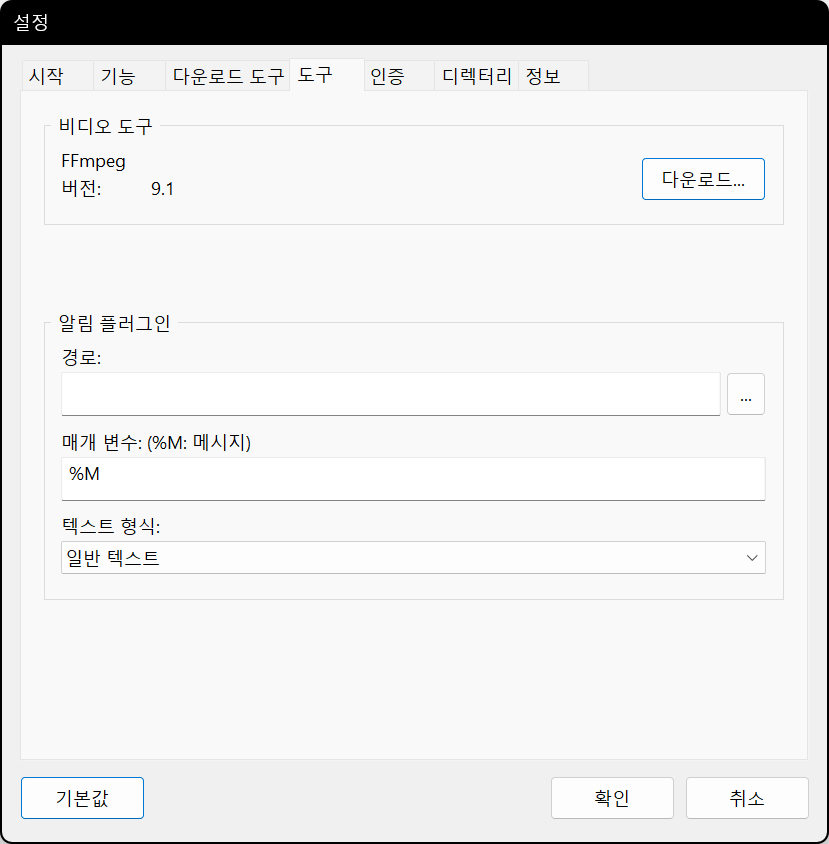 설정
시작 기능 다운로드 도구 도구 인증 디렉터리 정보
비디오 도구
FFmpeg
버전: 9.1
다운로드...
알림 플러그인
경로:
...
매개 변수: (%M: 메시지)
%M
텍스트 형식:
일반 텍스트
기본값 확인 취소